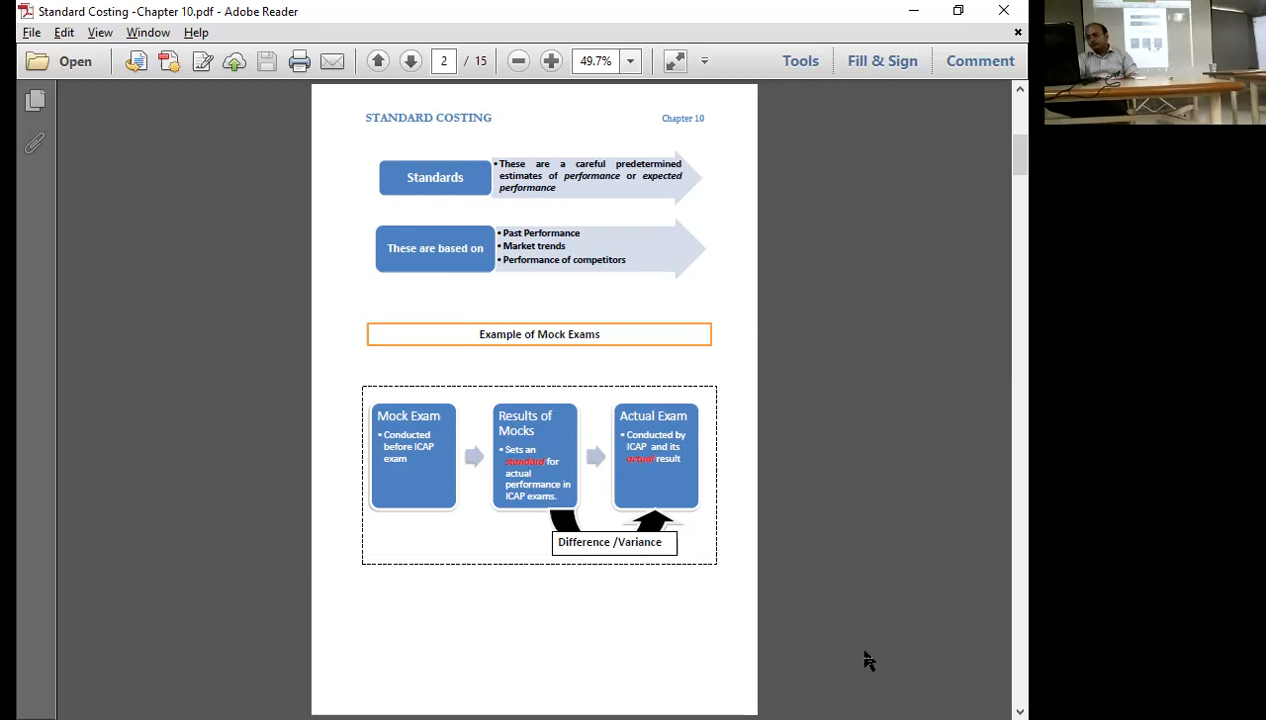 Standard Costing -Chapter 10.pdf - Adobe Reader
File Edit View Window Help
Open 2 / 15 49.7% Tools Fill & Sign Comment
STANDARD COSTING Chapter 10
Standards
•These are a careful predetermined
estimates of performance or expected
performance
These are based on
•Past Performance
•Market trends
•Performance of competitors
Example of Mock Exams
Mock Exam
•Conducted
before ICAP
exam
Results of
Mocks
•Sets an
standard for
actual
performance in
ICAP exams.
Actual Exam
•Conducted by
ICAP and its
actual result
Difference /Variance